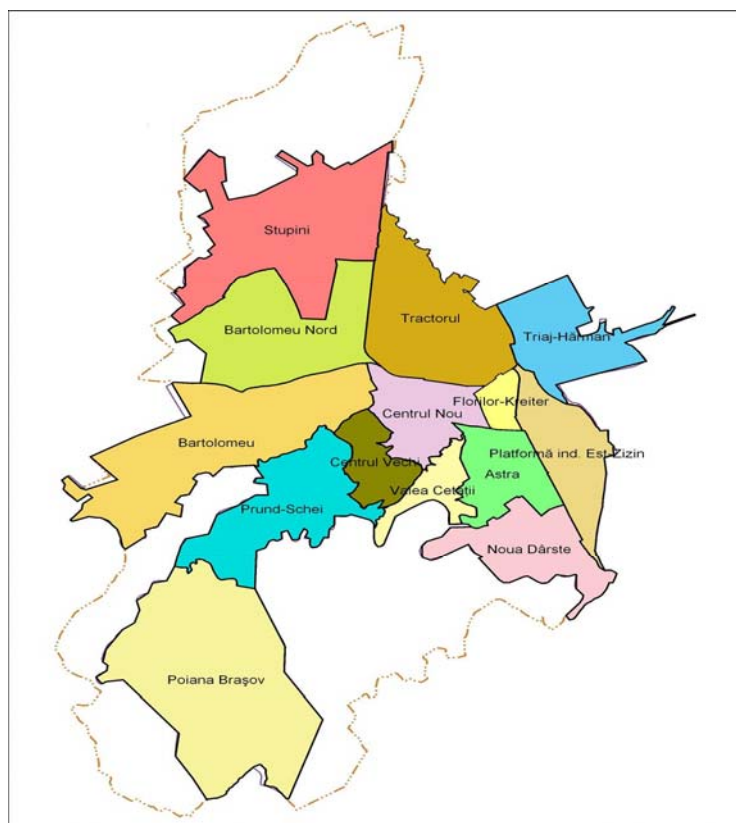 Stupini
Bartolomeu Nord
Tractorul
Triaj-Hărman
Florilor-Kreiter
Centrul Nou
Bartolomeu
Platformă ind. Est-Zizin
Centrul Vechi
Astra
Valea Cetății
Prund-Schei
Noua Dârste
Poiana Braşov